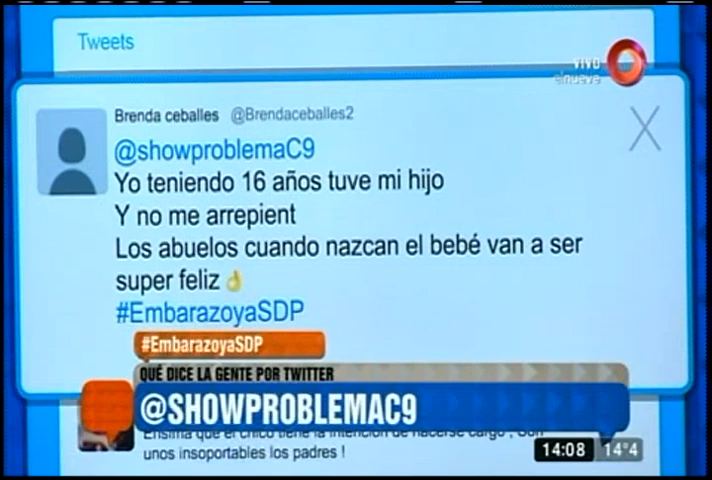 Tweets
VIVO
elnueve
Brenda ceballes @Brendaceballes2
@showproblemaC9
Yo teniendo 16 años tuve mi hijo
Y no me arrepient
Los abuelos cuando nazcan el bebé van a ser
super feliz👌
#EmbarazoyaSDP
#EmbarazoyaSDP
QUÉ DICE LA GENTE POR TWITTER
@SHOWPROBLEMAC9
Ensima que el chico tiene la intencion de hacerse cargo , Son
unos insoportables los padres !
14:08 14°4